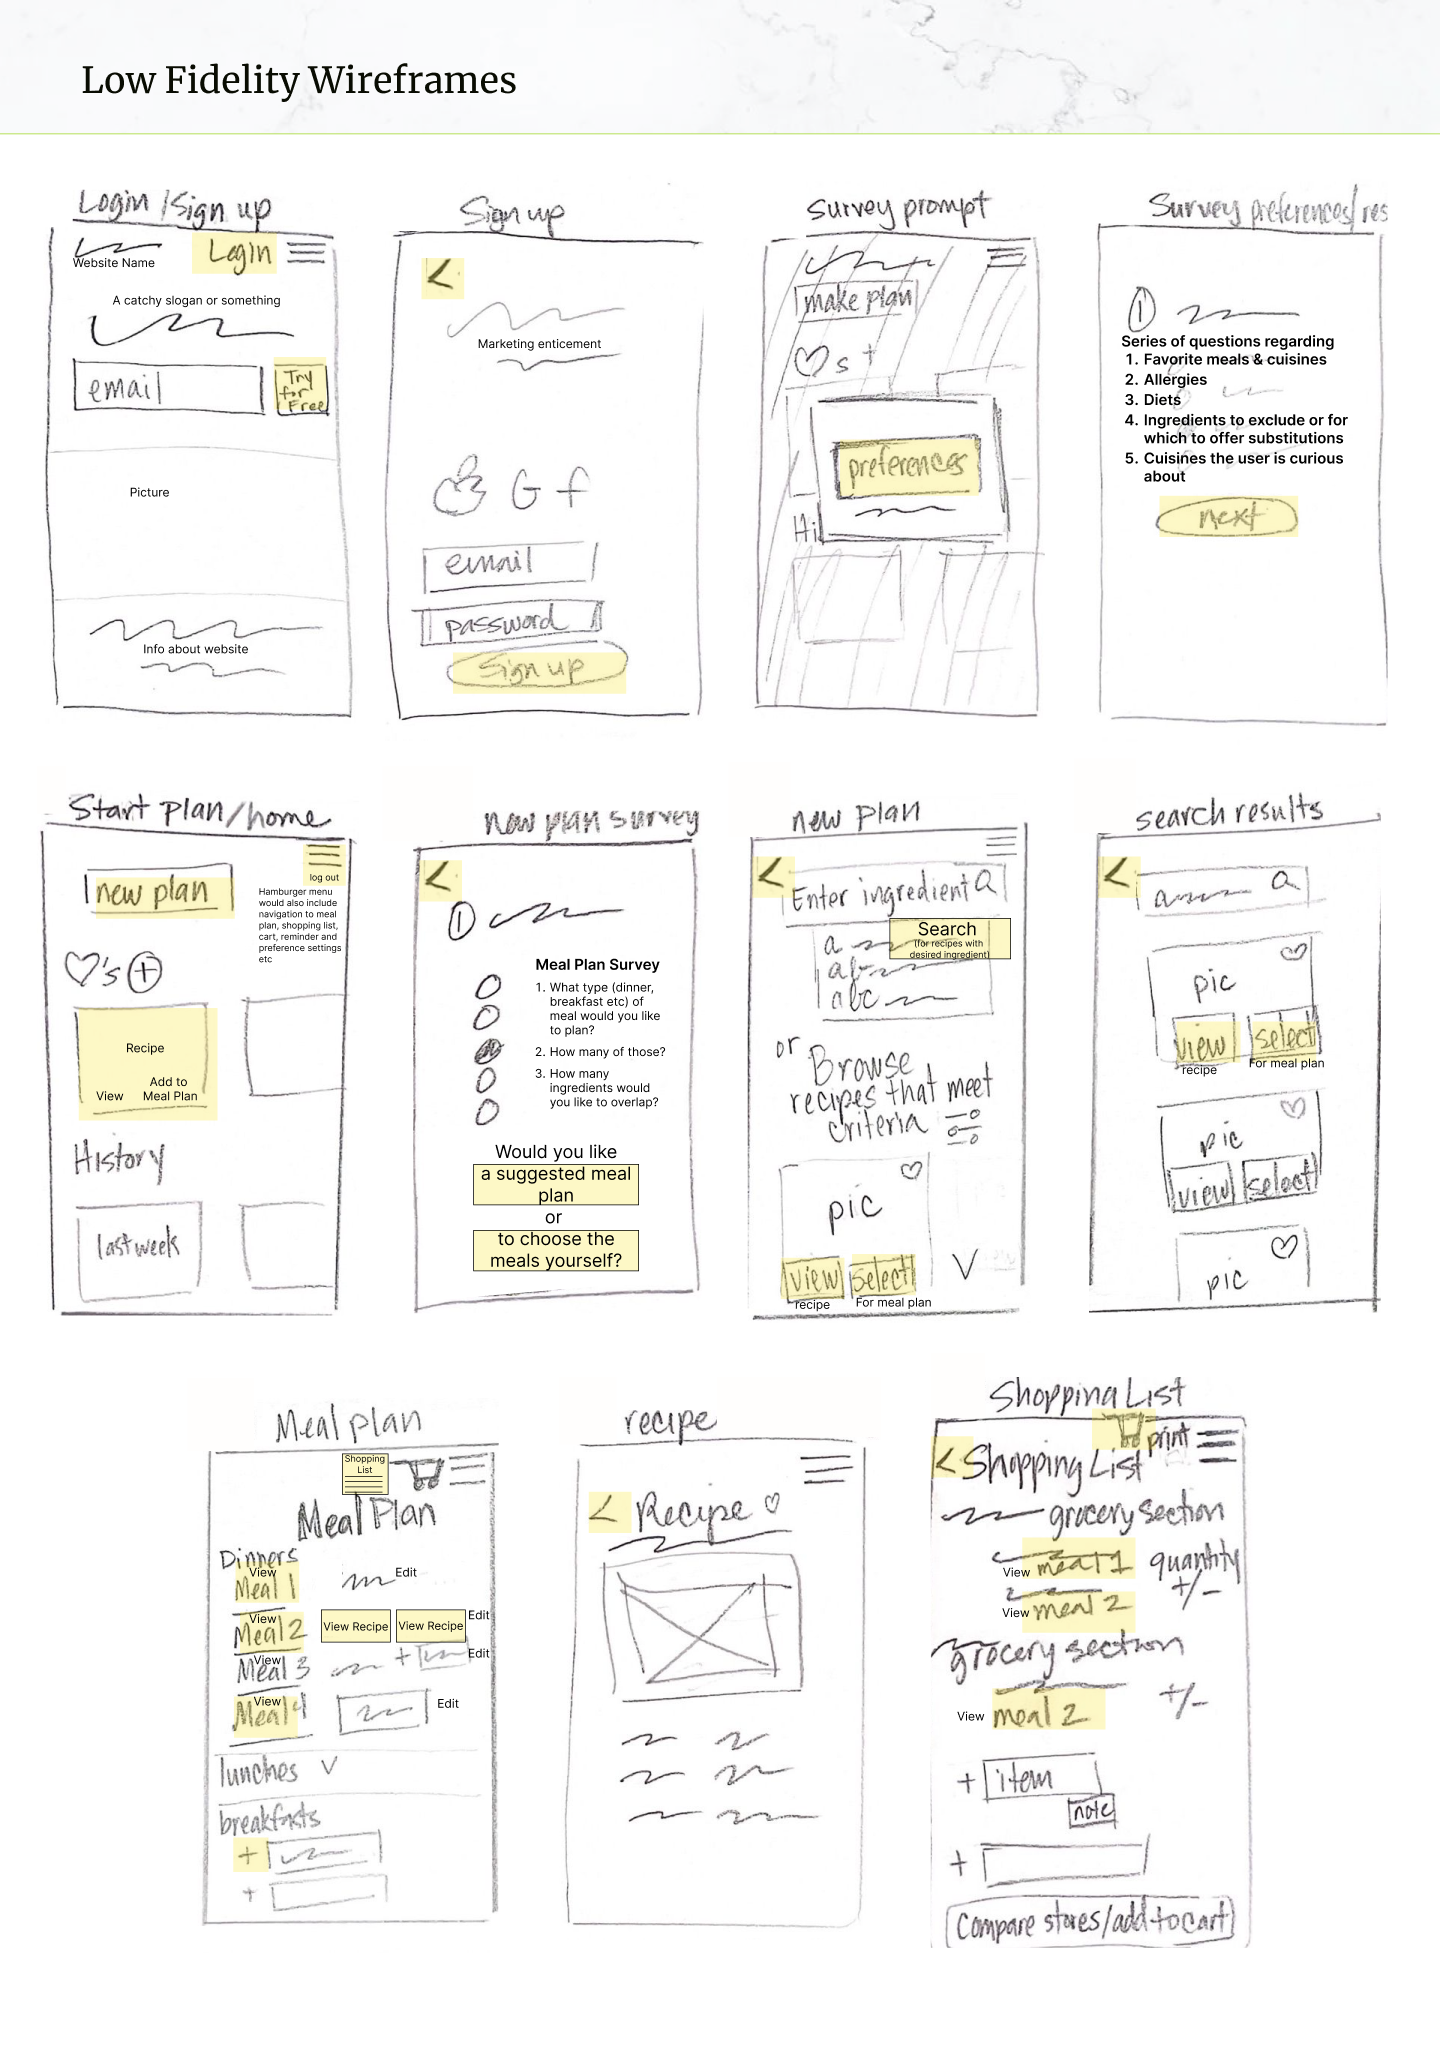 Low Fidelity Wireframes
Login/Sign up
Login
Website Name
A catchy slogan or something
email
Try
for
Free
Picture
Info about website
Sign up
<
Marketing enticement
G f
email
password
Sign up
survey prompt
make plan
♡s +
preferences
Hi
Survey preferences/res
1
Series of questions regarding
1. Favorite meals & cuisines
2. Allergies
3. Diets
4. Ingredients to exclude or for
which to offer substitutions
5. Cuisines the user is curious
about
next
Start plan/home
new plan
log out
Hamburger menu
would also include
navigation to meal
plan, shopping list,
cart, reminder and
preference settings
etc
♡'s +
Recipe
View
Add to
Meal Plan
History
last week
new plan survey
<
1
Meal Plan Survey
1. What type (dinner,
breakfast etc) of
meal would you like
to plan?
2. How many of those?
3. How many
ingredients would
you like to overlap?
Would you like
a suggested meal
plan
or
to choose the
meals yourself?
new plan
<
Enter ingredient
Search
(for recipes with
desired ingredient)
a
ab
abc
or Browse
recipes that meet
criteria
♡
pic
view select
recipe For meal plan
search results
<
a
♡
pic
view select
recipe For meal plan
♡
pic
view select
♡
pic
Meal plan
Shopping
List
Meal Plan
Dinners
View
Meal 1
Edit
View
Meal 2
View Recipe View Recipe Edit
View
Meal 3
+ Edit
View
Meal 4
Edit
lunches
breakfasts
+
+
recipe
< Recipe ♡
Shopping List
print
< Shopping List
grocery section
View meal 1 quantity
+/-
View meal 2
grocery section
View meal 2 +/-
+ item
note
+
Compare stores/add to cart